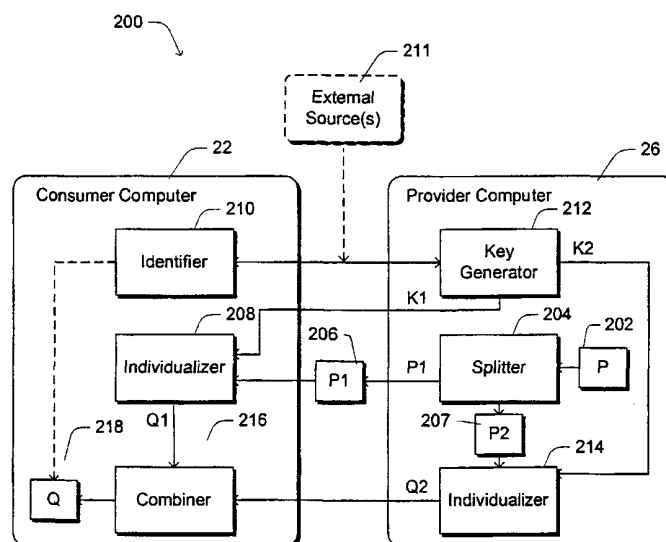 200
211
External
Source(s)
22
26
Consumer Computer
Provider Computer
210
212
Identifier
Key
Generator
K2
K1
208
206
204
202
Individualizer
P1
P1
Splitter
P
Q1
216
207
P2
214
218
Q
Combiner
Q2
Individualizer